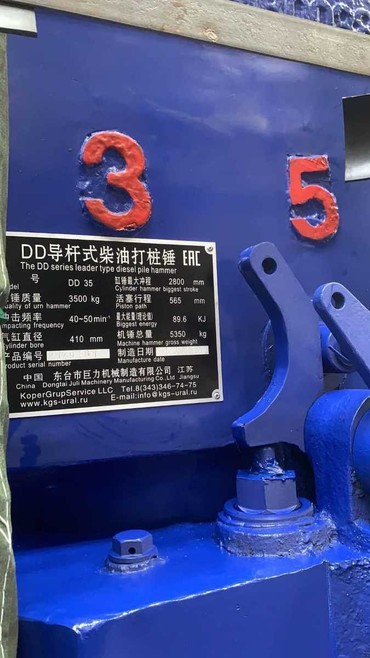 3 5
DD导杆式柴油打桩锤 EAC
The DD series leader type diesel pile hammer
号 DD 35 缸锤最大冲程 2800 mm
Cylinder hammer biggest stroke
锤质量 3500 kg 活塞行程 565 mm
Quality of urn hammer Piston path
击频率 40~50min⁻¹ 最大能量(理论值) 89.6 KJ
Impacting frequency Biggest energy
气缸直径 410 mm 机锤总量 5350 kg
Cylinder bore Machine hammer gross weight
产品编号 制造日期
Product serial number Manufacture date
中国 东台市巨力机械制造有限公司 江苏
China Dongtai Juli Machinery Manufacturing Co.,Ltd Jiangsu
KoperGrupService LLC Tel.8(343)346-74-75
www.kgs-ural.ru E-mail:info@kgs-ural.ru